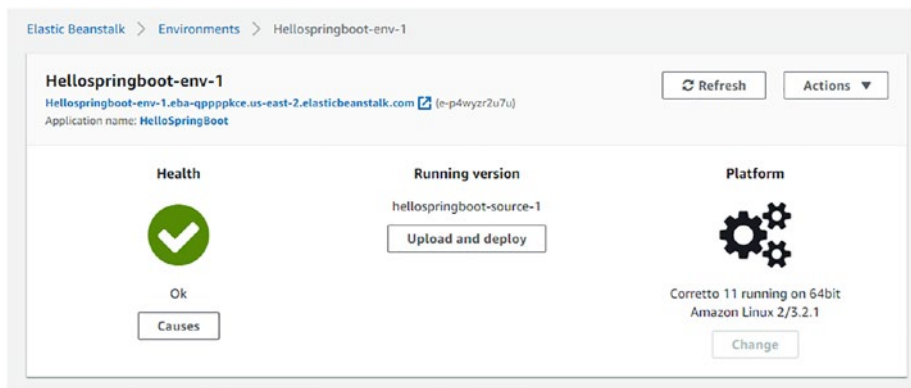 Elastic Beanstalk > Environments > Hellospringboot-env-1
Hellospringboot-env-1
Refresh
Actions ▼
Hellospringboot-env-1.eba-qppppkce.us-east-2.elasticbeanstalk.com (e-p4wyzr2u7u)
Application name: HelloSpringBoot
Health
Running version
Platform
hellospringboot-source-1
Upload and deploy
Ok
Causes
Corretto 11 running on 64bit
Amazon Linux 2/3.2.1
Change